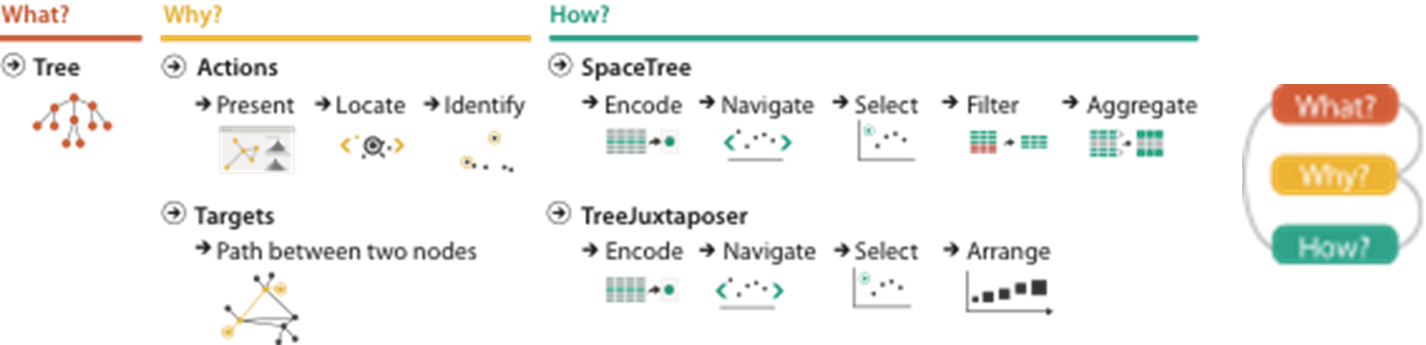 What? Why? How?
Tree Actions SpaceTree
Present Locate Identify Encode Navigate Select Filter Aggregate
What?
Why?
Targets TreeJuxtaposer
Path between two nodes Encode Navigate Select Arrange
How?